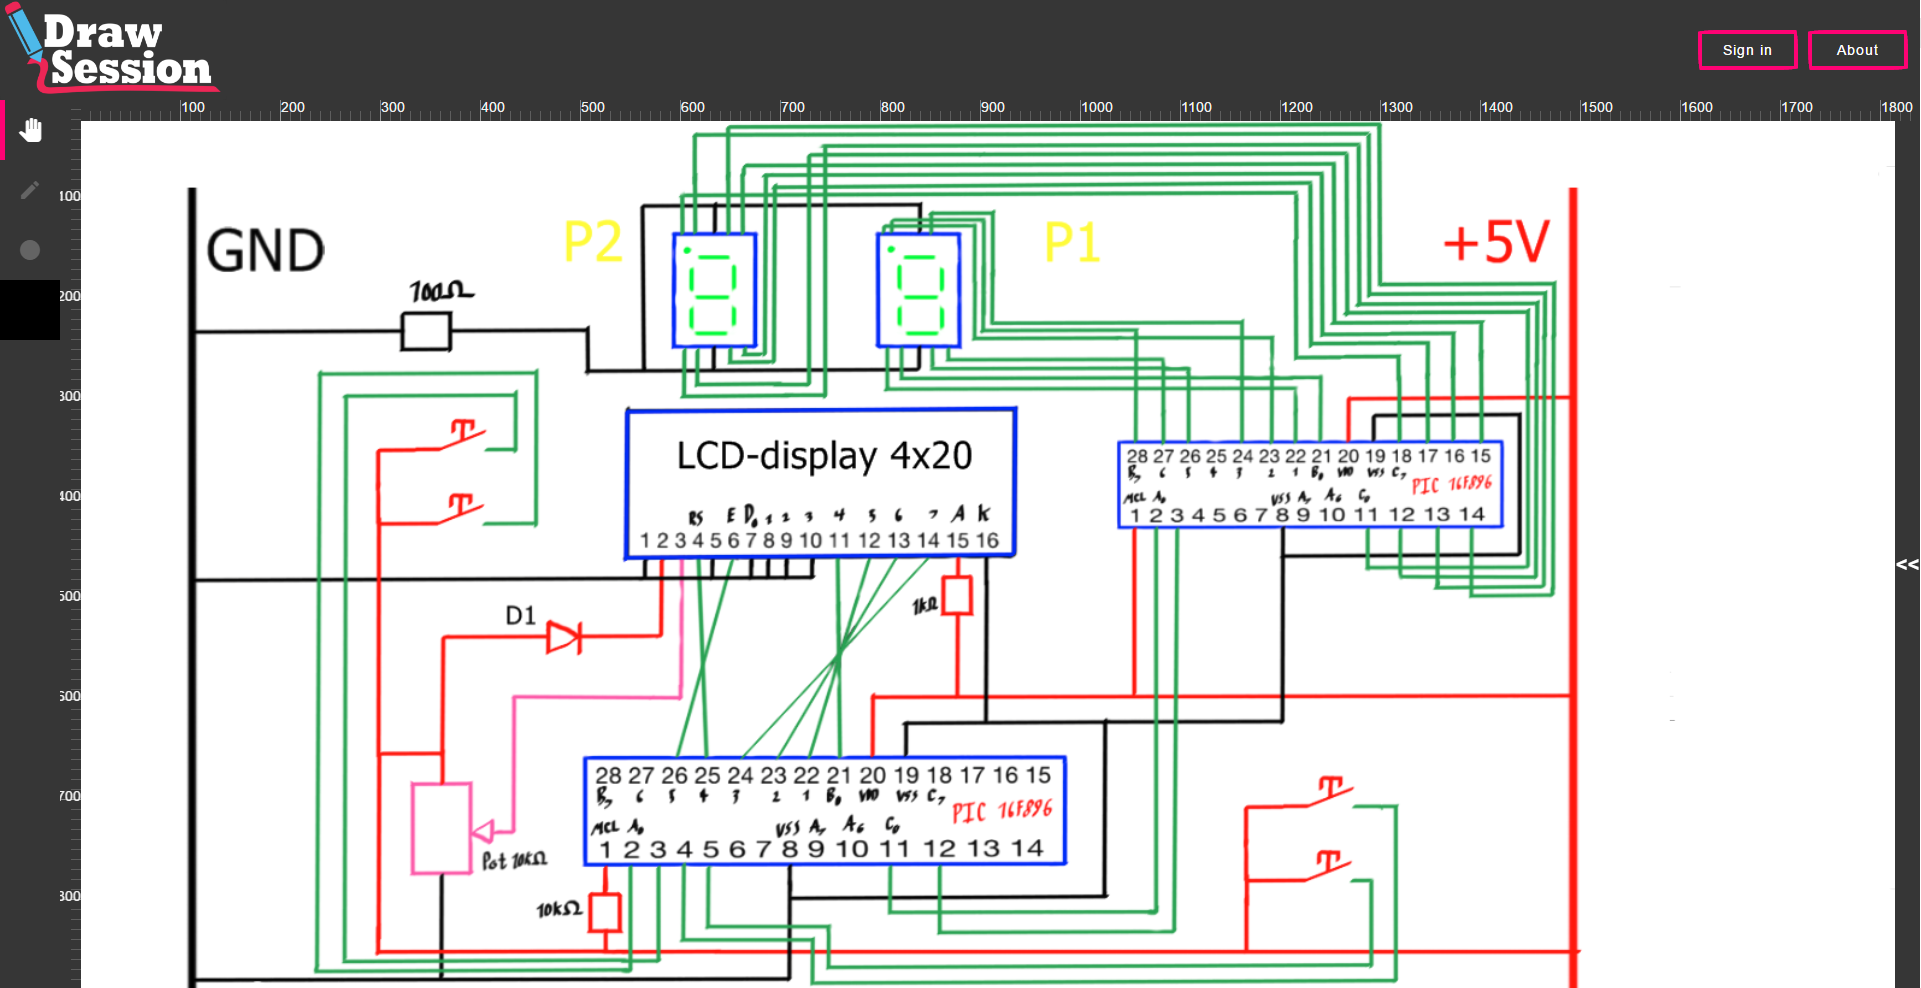 Draw
Session
Sign in
About
100 200 300 400 500 600 700 800 900 1000 1100 1200 1300 1400 1500 1600 1700 1800
100
200
300
400
500
600
700
800
GND
P2
P1
+5V
100Ω
LCD-display 4x20
RS E D0 1 2 3 4 5 6 7 A K
1 2 3 4 5 6 7 8 9 10 11 12 13 14 15 16
28 27 26 25 24 23 22 21 20 19 18 17 16 15
B7 6 5 4 3 2 1 B0 VDD VSS C7
PIC 16F896
MCL A0 VSS A7 A6 C0
1 2 3 4 5 6 7 8 9 10 11 12 13 14
<<
D1
1kΩ
28 27 26 25 24 23 22 21 20 19 18 17 16 15
B7 6 5 4 3 2 1 B0 VDD VSS C7
PIC 16F896
MCL A0 VSS A7 A6 C0
1 2 3 4 5 6 7 8 9 10 11 12 13 14
Pot 10kΩ
10kΩ